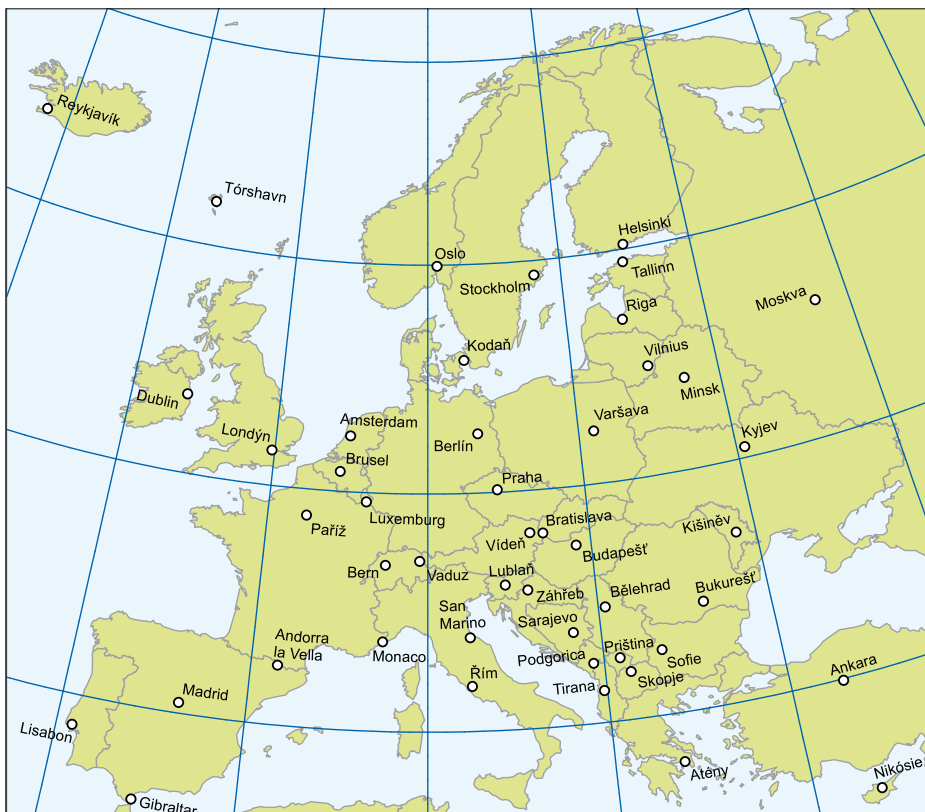 Reykjavík
Tórshavn
Helsinki
Oslo
Tallinn
Stockholm
Moskva
Riga
Kodaň
Vilnius
Minsk
Dublin
Varšava
Amsterdam
Londýn
Berlín
Kyjev
Brusel
Praha
Luxemburg
Paříž
Bratislava
Kišiněv
Vídeň
Budapešť
Bern
Vaduz
Lublaň
Záhřeb
Bělehrad
Bukurešť
San
Marino
Sarajevo
Andorra
la Vella
Monaco
Priština
Podgorica
Sofie
Ankara
Řím
Skopje
Tirana
Madrid
Lisabon
Atény
Nikósie
Gibraltar